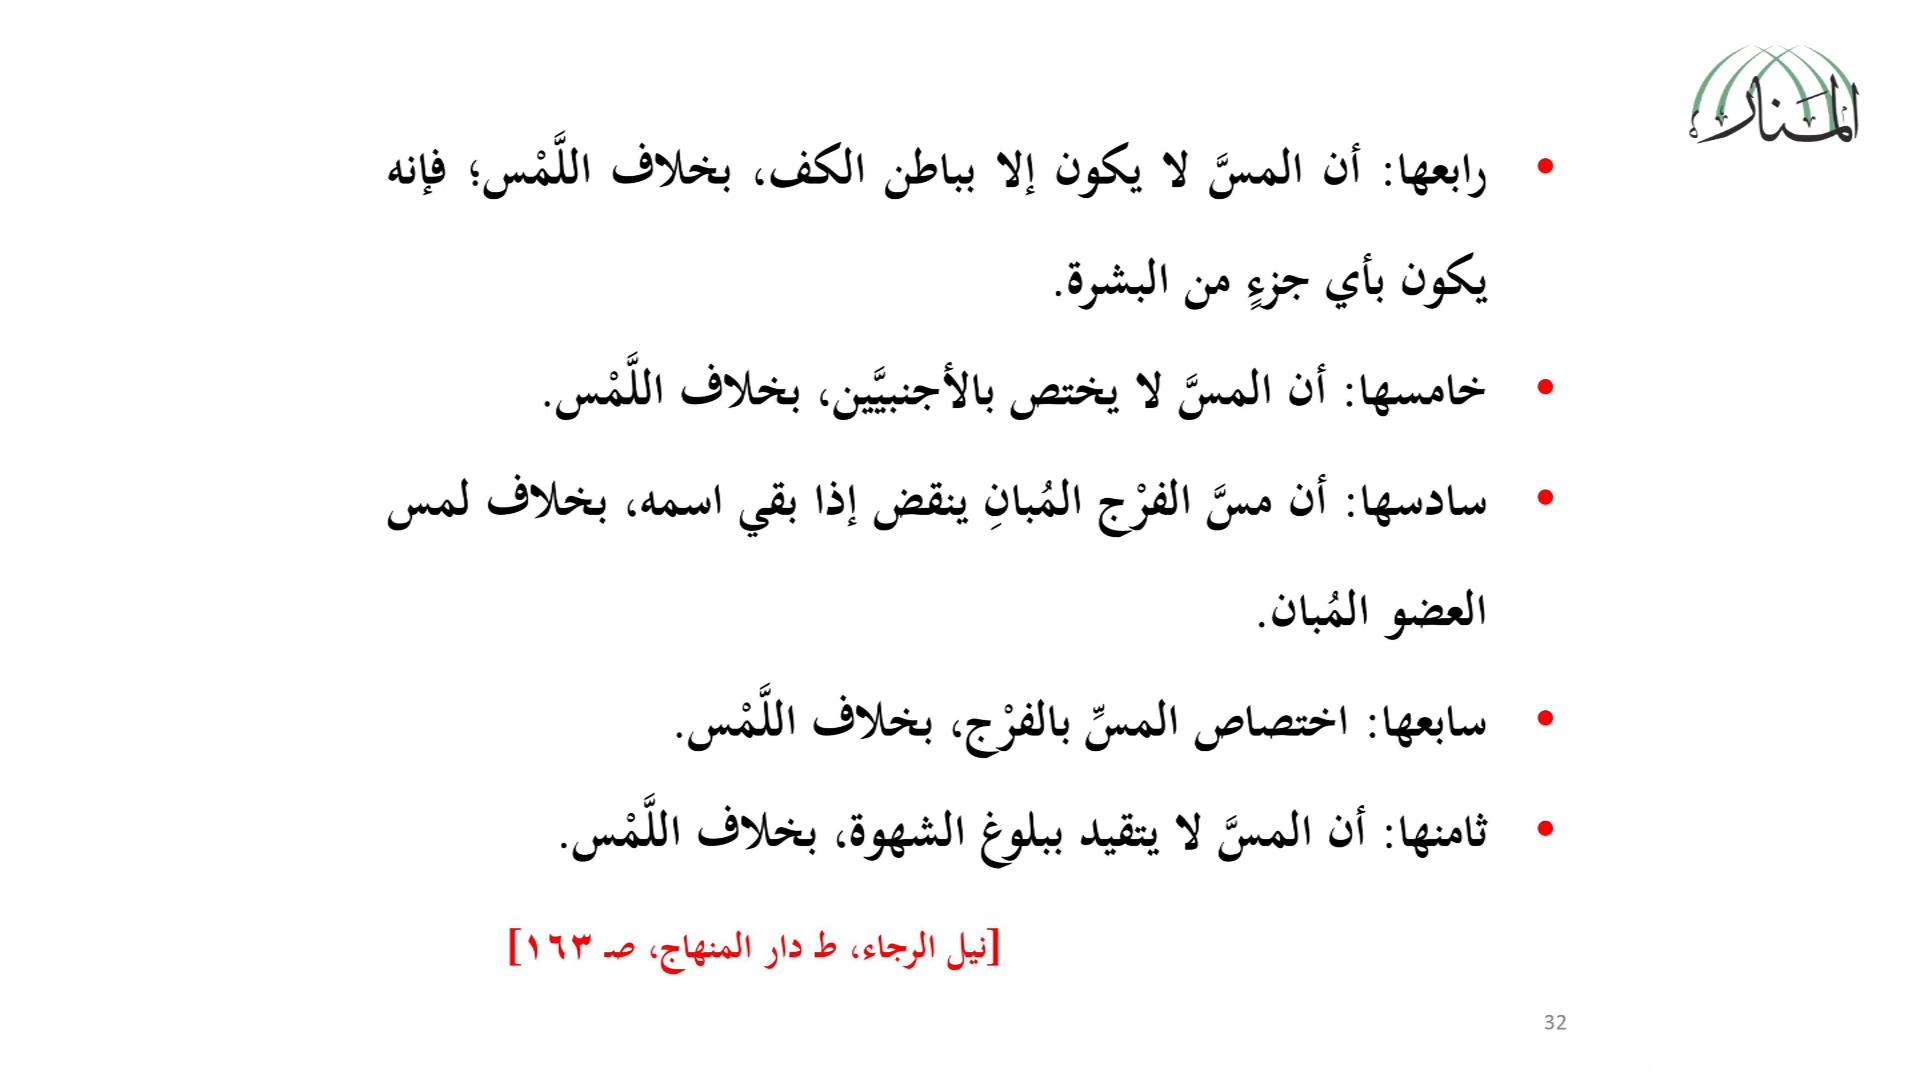 المنار
• رابعها: أن المسَّ لا يكون إلا بباطن الكف، بخلاف اللَّمْس؛ فإنه
يكون بأي جزءٍ من البشرة.
• خامسها: أن المسَّ لا يختص بالأجنبيَّين، بخلاف اللَّمْس.
• سادسها: أن مسَّ الفرْج المُبانِ ينقض إذا بقي اسمه، بخلاف لمس
العضو المُبان.
• سابعها: اختصاص المسِّ بالفرْج، بخلاف اللَّمْس.
• ثامنها: أن المسَّ لا يتقيد ببلوغ الشهوة، بخلاف اللَّمْس.
[نيل الرجاء، ط دار المنهاج، صـ ١٦٣]
32